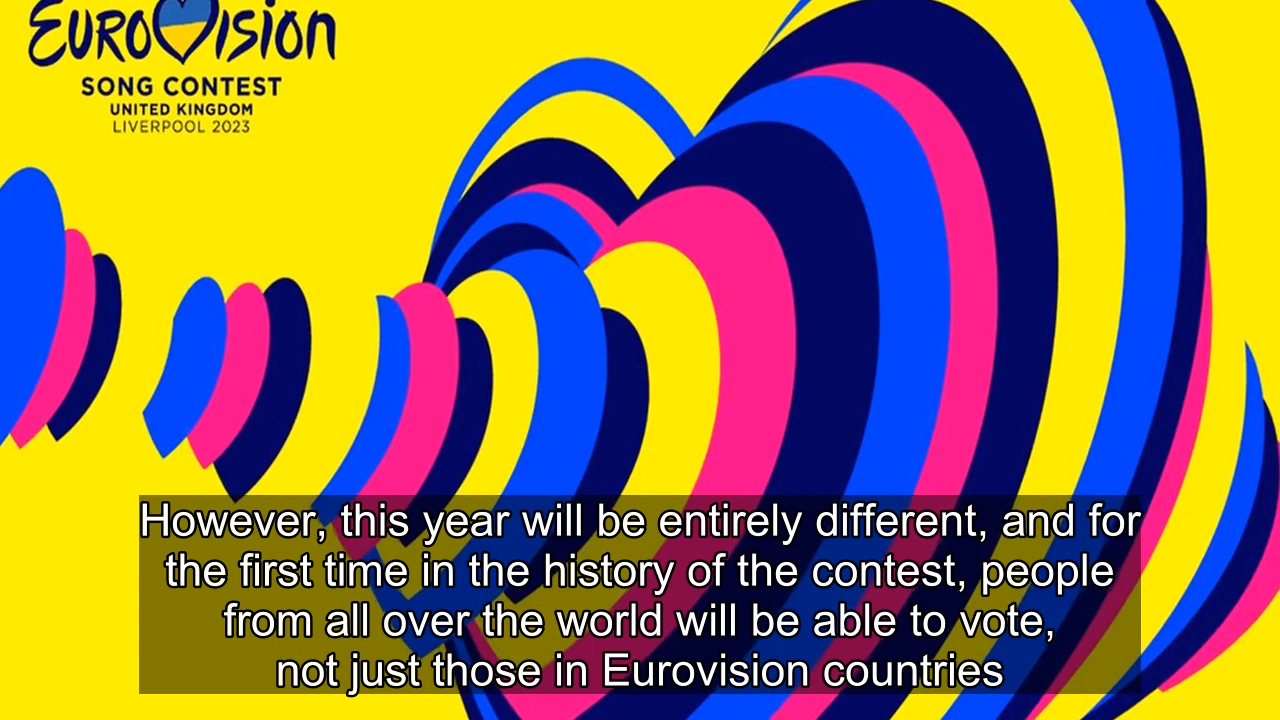 EUROVISION
SONG CONTEST
UNITED KINGDOM
LIVERPOOL 2023
However, this year will be entirely different, and for
the first time in the history of the contest, people
from all over the world will be able to vote,
not just those in Eurovision countries